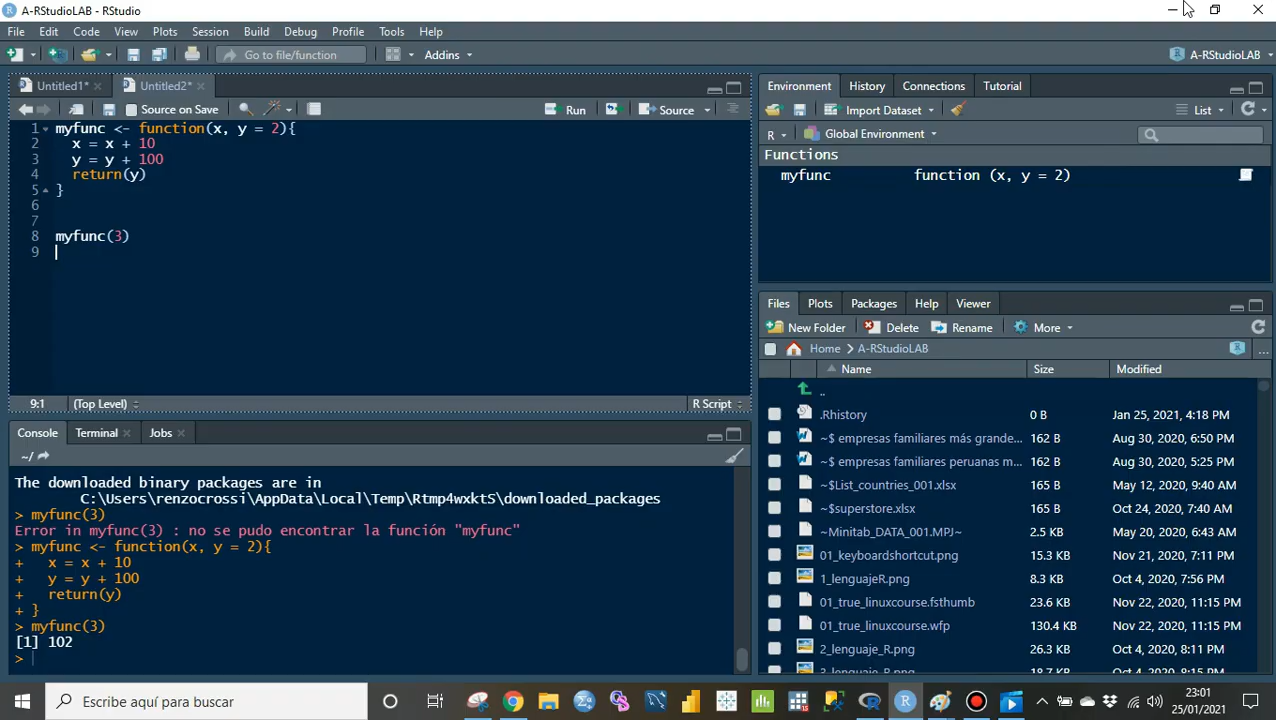 A-RStudioLAB - RStudio
File Edit Code View Plots Session Build Debug Profile Tools Help
Go to file/function Addins A-RStudioLAB
Untitled1* Untitled2*
Source on Save Run Source
1 myfunc <- function(x, y = 2){
2 x = x + 10
3 y = y + 100
4 return(y)
5 }
6
7
8 myfunc(3)
9
9:1 (Top Level) R Script
Console Terminal Jobs
~/
The downloaded binary packages are in
C:\Users\renzocrossi\AppData\Local\Temp\Rtmp4wxktS\downloaded_packages
> myfunc(3)
Error in myfunc(3) : no se pudo encontrar la función "myfunc"
> myfunc <- function(x, y = 2){
+ x = x + 10
+ y = y + 100
+ return(y)
+ }
> myfunc(3)
[1] 102
>
Environment History Connections Tutorial
Import Dataset List
R Global Environment
Functions
myfunc function (x, y = 2)
Files Plots Packages Help Viewer
New Folder Delete Rename More
Home > A-RStudioLAB ...
Name Size Modified
..
.Rhistory 0 B Jan 25, 2021, 4:18 PM
~$ empresas familiares más grande... 162 B Aug 30, 2020, 6:50 PM
~$ empresas familiares peruanas m... 162 B Aug 30, 2020, 5:25 PM
~$List_countries_001.xlsx 165 B May 12, 2020, 9:40 AM
~$superstore.xlsx 165 B Oct 24, 2020, 7:40 AM
~Minitab_DATA_001.MPJ~ 2.5 KB May 20, 2020, 6:43 AM
01_keyboardshortcut.png 15.3 KB Nov 21, 2020, 7:11 PM
1_lenguajeR.png 8.3 KB Oct 4, 2020, 7:56 PM
01_true_linuxcourse.fsthumb 23.6 KB Nov 22, 2020, 11:15 PM
01_true_linuxcourse.wfp 130.4 KB Nov 22, 2020, 11:15 PM
2_lenguaje_R.png 26.3 KB Oct 4, 2020, 8:11 PM
3_lenguaje_R.png 18.7 KB Oct 4, 2020, 8:15 PM
Escribe aquí para buscar
23:01
25/01/2021